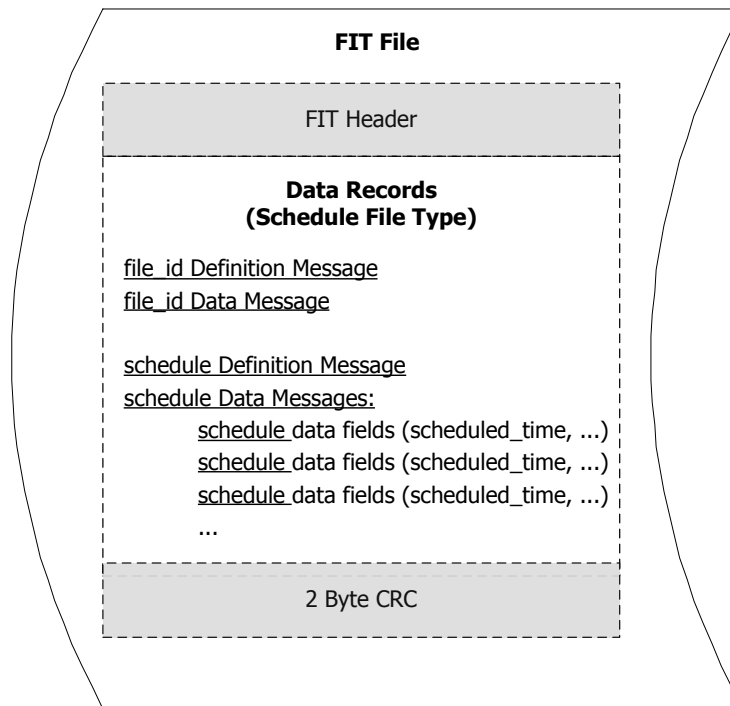 FIT File
FIT Header
Data Records
(Schedule File Type)
file_id Definition Message
file_id Data Message
schedule Definition Message
schedule Data Messages:
schedule data fields (scheduled_time, ...)
schedule data fields (scheduled_time, ...)
schedule data fields (scheduled_time, ...)
...
2 Byte CRC